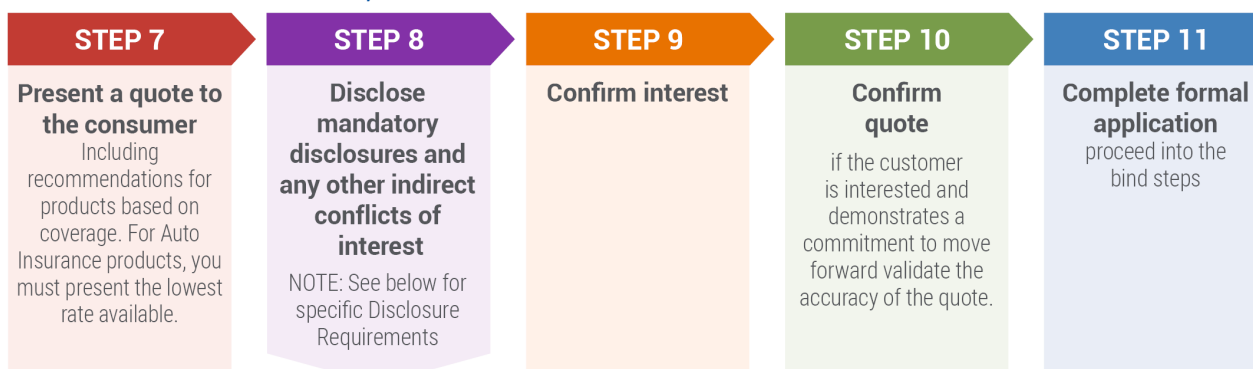 STEP 7
Present a quote to
the consumer
Including
recommendations for
products based on
coverage. For Auto
Insurance products, you
must present the lowest
rate available.
STEP 8
Disclose
mandatory
disclosures and
any other indirect
conflicts of
interest
NOTE: See below for
specific Disclosure
Requirements
STEP 9
Confirm interest
STEP 10
Confirm
quote
if the customer
is interested and
demonstrates a
commitment to move
forward validate the
accuracy of the quote.
STEP 11
Complete formal
application
proceed into the
bind steps